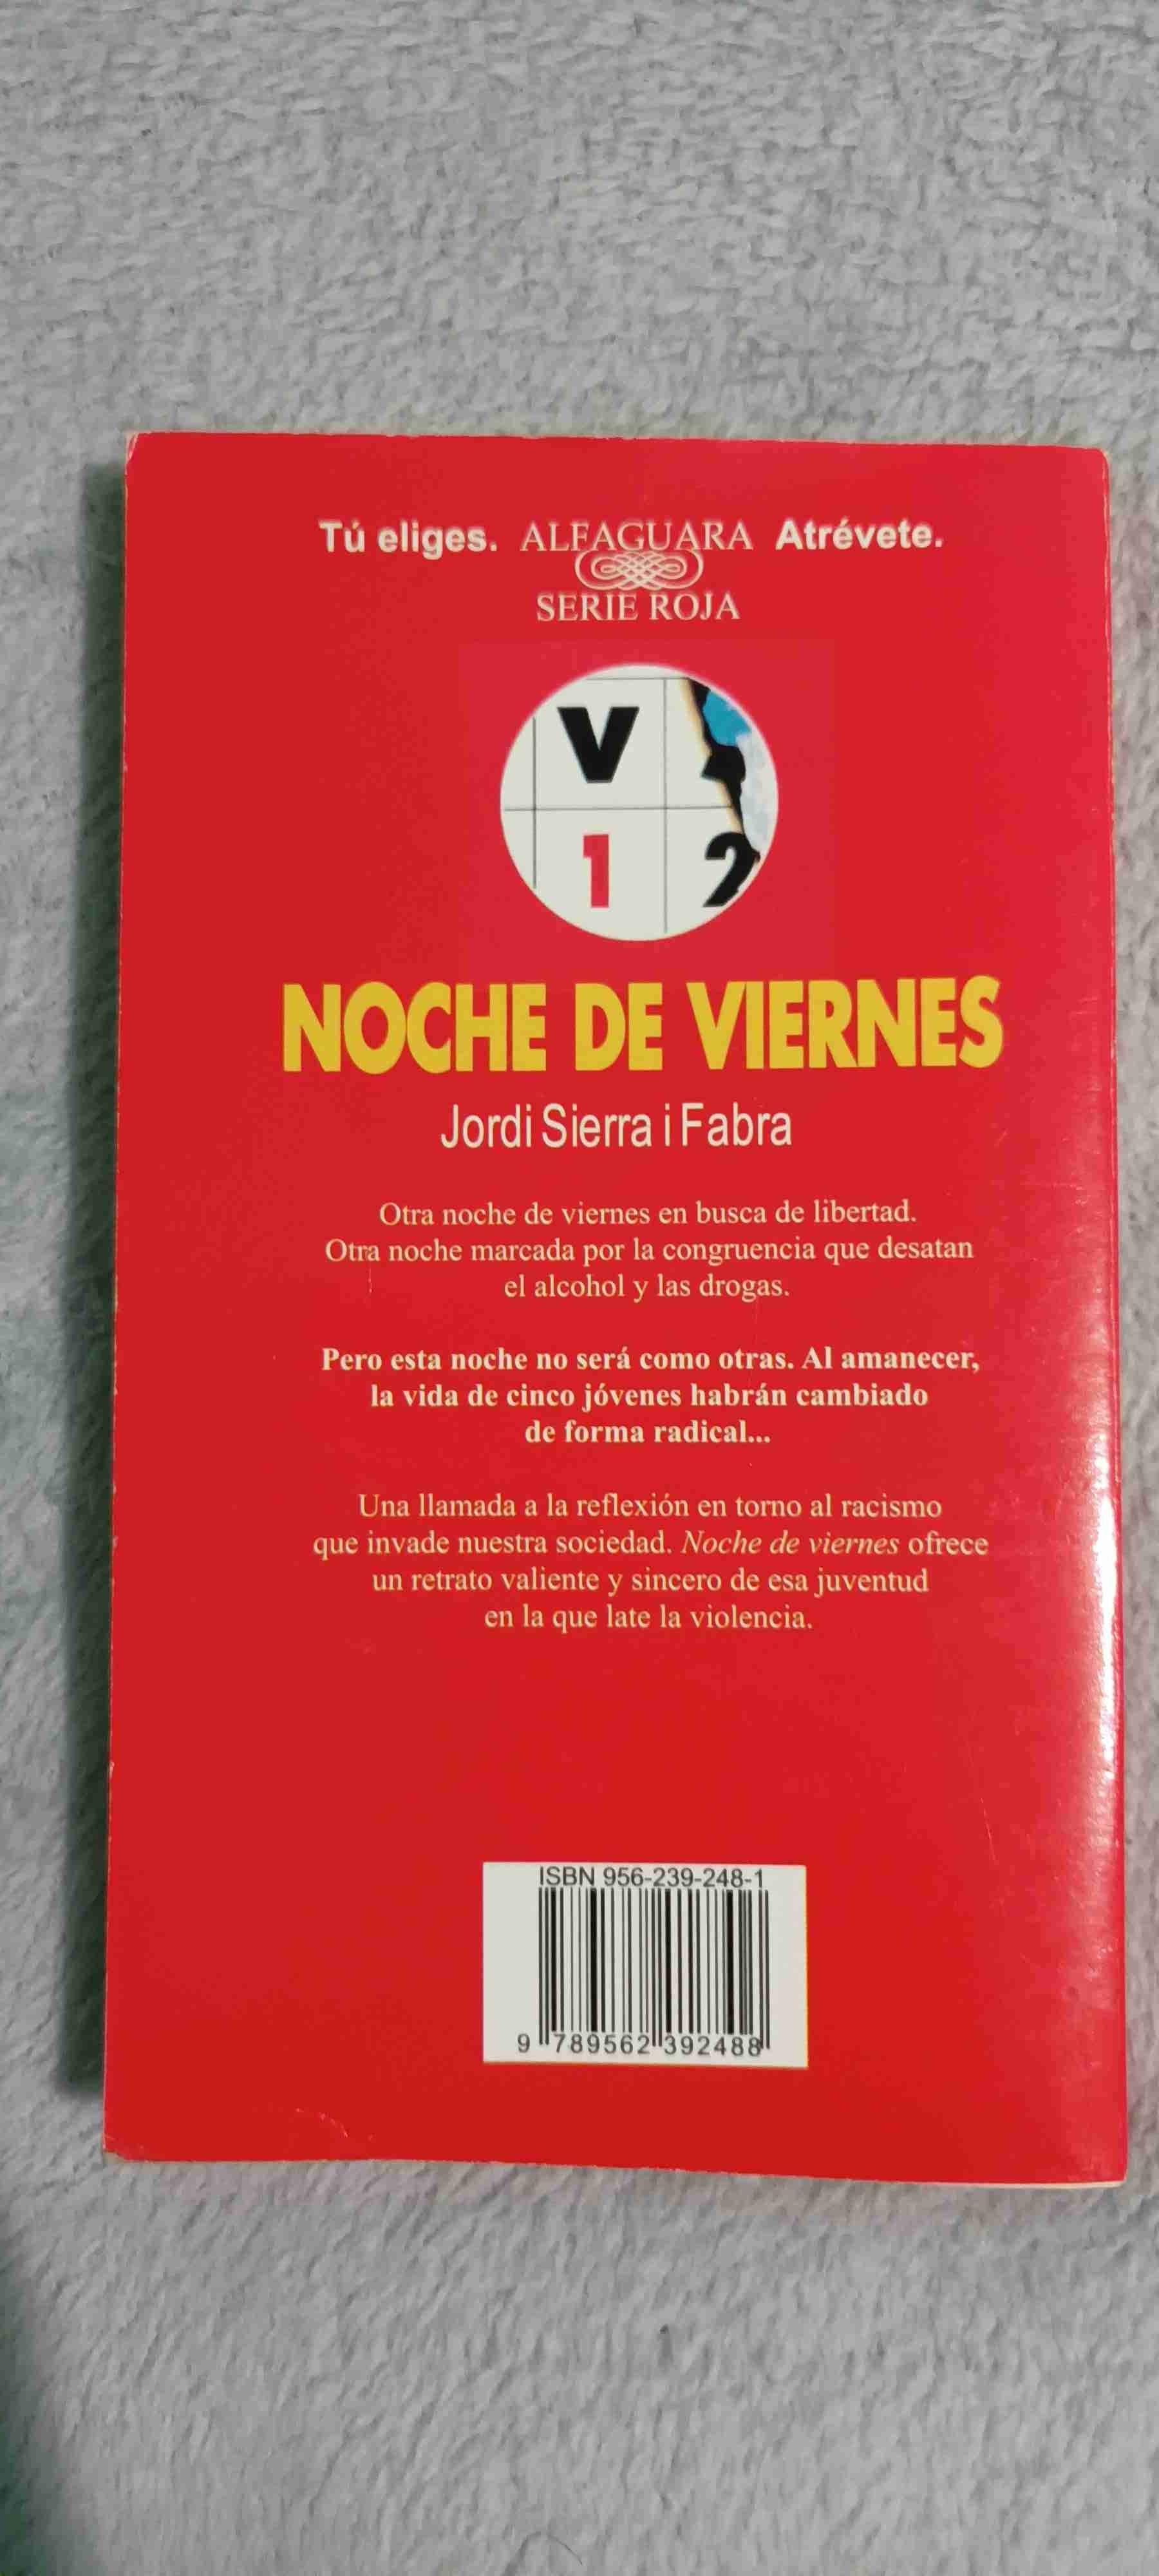 Tú eliges. ALFAGUARA Atrévete.
SERIE ROJA
V
1 2
NOCHE DE VIERNES
Jordi Sierra i Fabra
Otra noche de viernes en busca de libertad.
Otra noche marcada por la congruencia que desatan
el alcohol y las drogas.
Pero esta noche no será como otras. Al amanecer,
la vida de cinco jóvenes habrán cambiado
de forma radical...
Una llamada a la reflexión en torno al racismo
que invade nuestra sociedad. Noche de viernes ofrece
un retrato valiente y sincero de esa juventud
en la que late la violencia.
ISBN 956-239-248-1
9 789562 392488